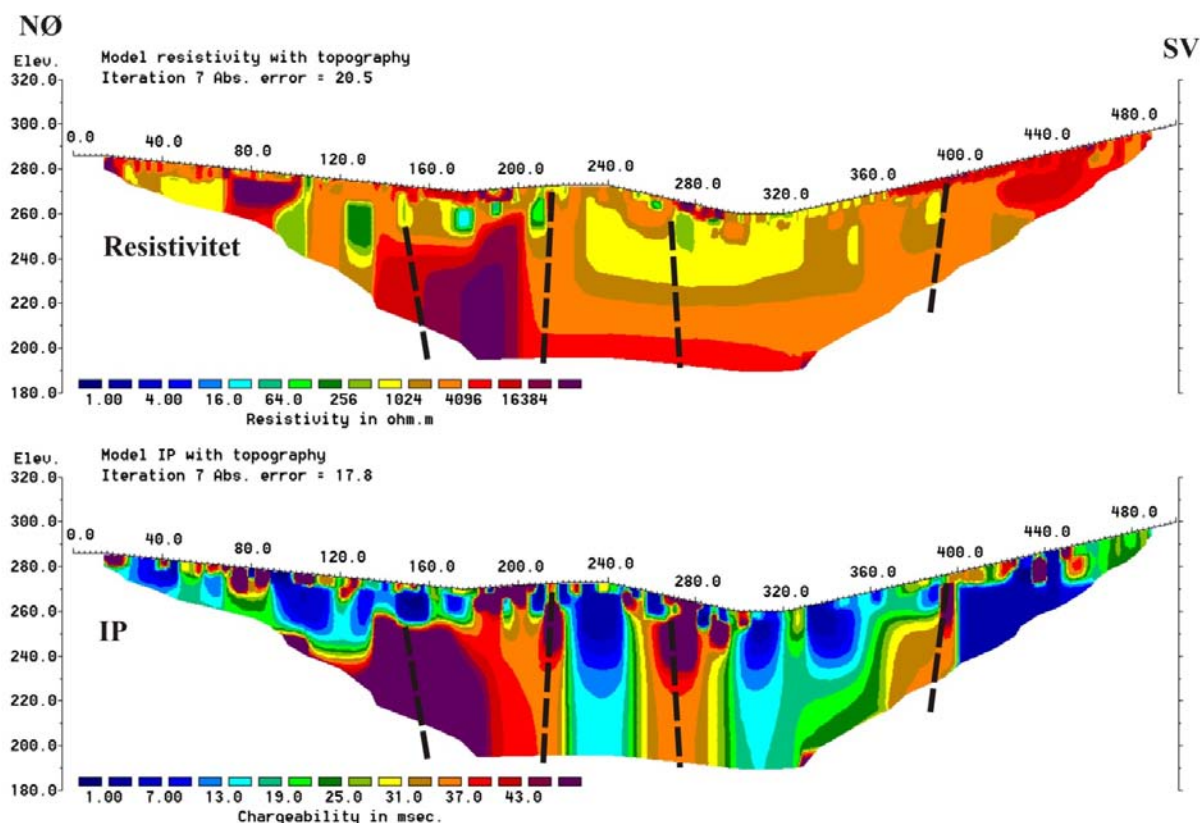 NØ
SV
Elev.
Model resistivity with topography
Iteration 7 Abs. error = 20.5
320.0
300.0
280.0
260.0
240.0
220.0
200.0
180.0
0.0 40.0 80.0 120.0 160.0 200.0 240.0 280.0 320.0 360.0 400.0 440.0 480.0
Resistivitet
1.00 4.00 16.0 64.0 256 1024 4096 16384
Resistivity in ohm.m
Elev.
Model IP with topography
Iteration 7 Abs. error = 17.8
320.0
300.0
280.0
260.0
240.0
220.0
200.0
180.0
0.0 40.0 80.0 120.0 160.0 200.0 240.0 280.0 320.0 360.0 400.0 440.0 480.0
IP
1.00 7.00 13.0 19.0 25.0 31.0 37.0 43.0
Chargeability in msec.